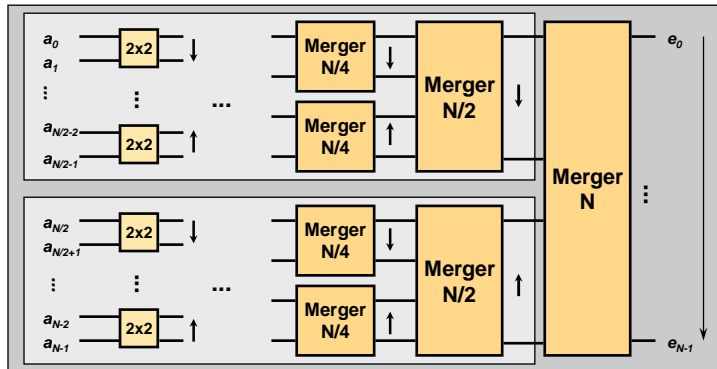 a0 2x2 Merger N/4 Merger N/2 Merger N e0
a1
... ... ... ...
aN/2-2 2x2 Merger N/4
aN/2-1
aN/2 2x2 Merger N/4 Merger N/2
aN/2+1
... ... ...
aN-2 2x2 Merger N/4
aN-1 eN-1